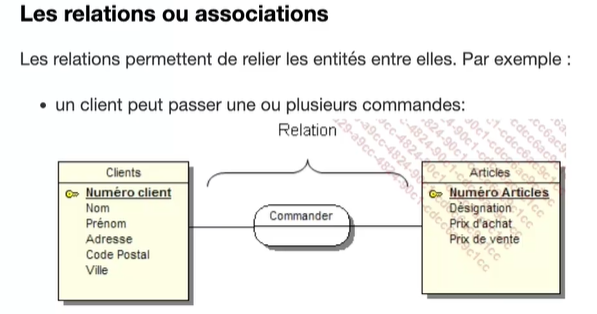 Les relations ou associations
Les relations permettent de relier les entités entre elles. Par exemple :
• un client peut passer une ou plusieurs commandes:
Relation
Clients
Numéro client
Nom
Prénom
Adresse
Code Postal
Ville
Commander
Articles
Numéro Articles
Désignation
Prix d'achat
Prix de vente